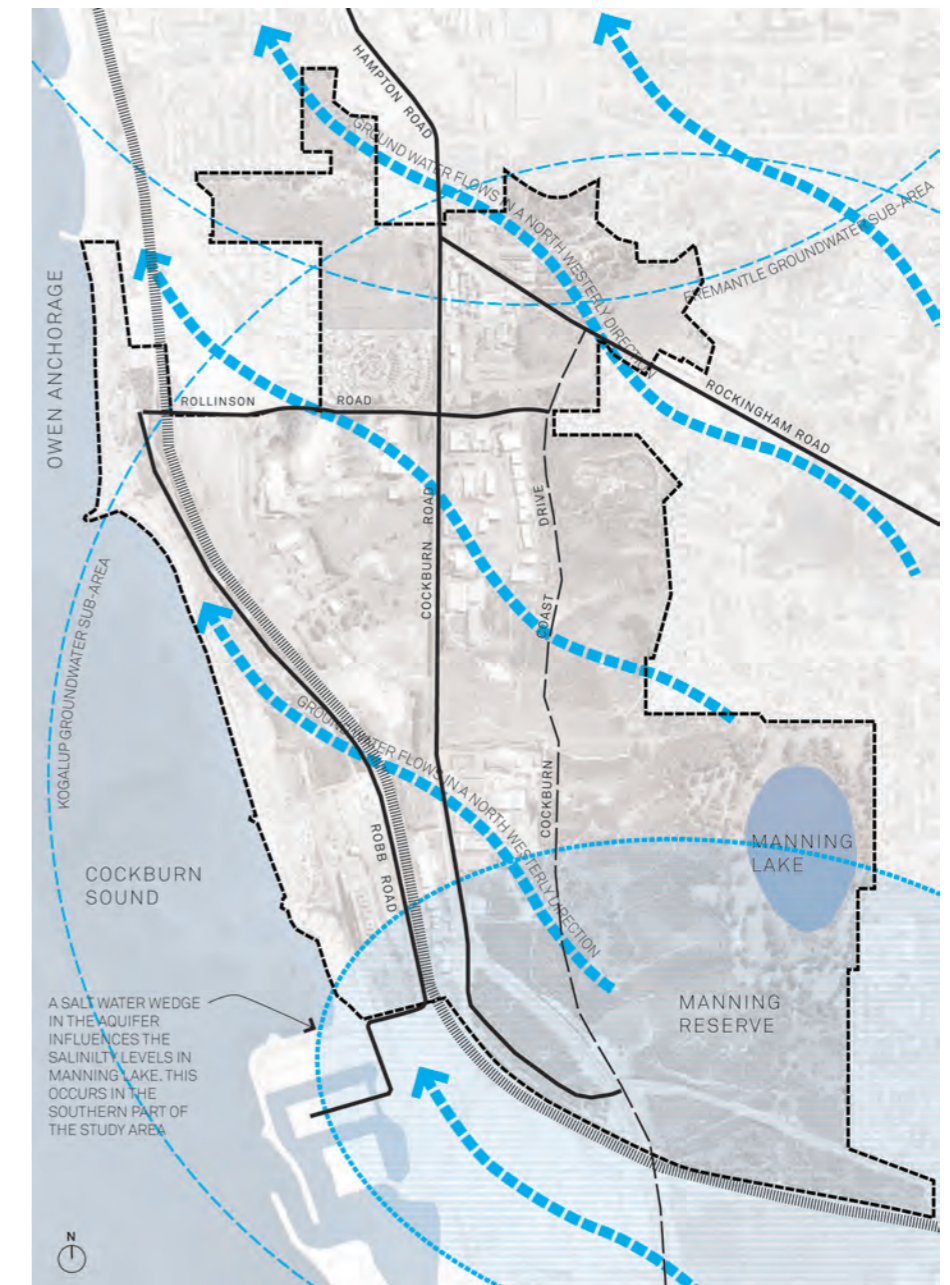 HAMPTON ROAD
GROUND WATER FLOWS IN A NORTH WESTERLY DIRECTION
FREMANTLE GROUNDWATER SUB-AREA
OWEN ANCHORAGE
ROLLINSON ROAD
ROCKINGHAM ROAD
COCKBURN ROAD
COCKBURN COAST DRIVE
KOGALUP GROUNDWATER SUB-AREA
GROUND WATER FLOWS IN A NORTH WESTERLY DIRECTION
ROBB ROAD
MANNING
LAKE
COCKBURN
SOUND
MANNING
RESERVE
A SALT WATER WEDGE
IN THE AQUIFER
INFLUENCES THE
SALINILTY LEVELS IN
MANNING LAKE. THIS
OCCURS IN THE
SOUTHERN PART OF
THE STUDY AREA
N